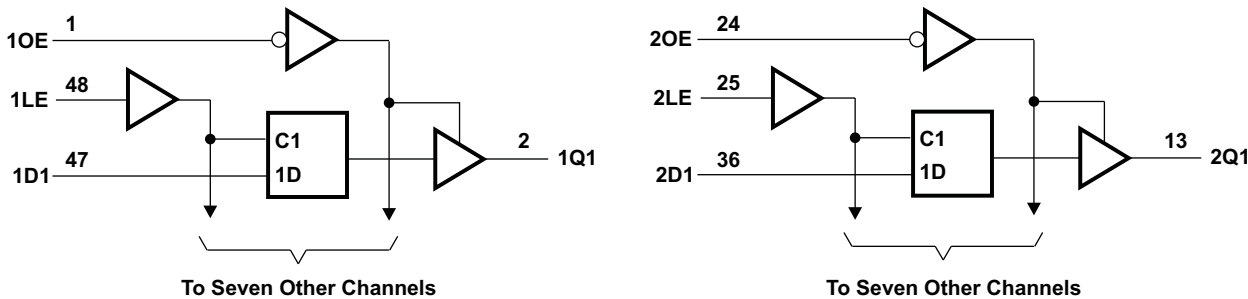 1OE 1
1LE 48
1D1 47
C1
1D
2 1Q1
To Seven Other Channels
2OE 24
2LE 25
2D1 36
C1
1D
13 2Q1
To Seven Other Channels